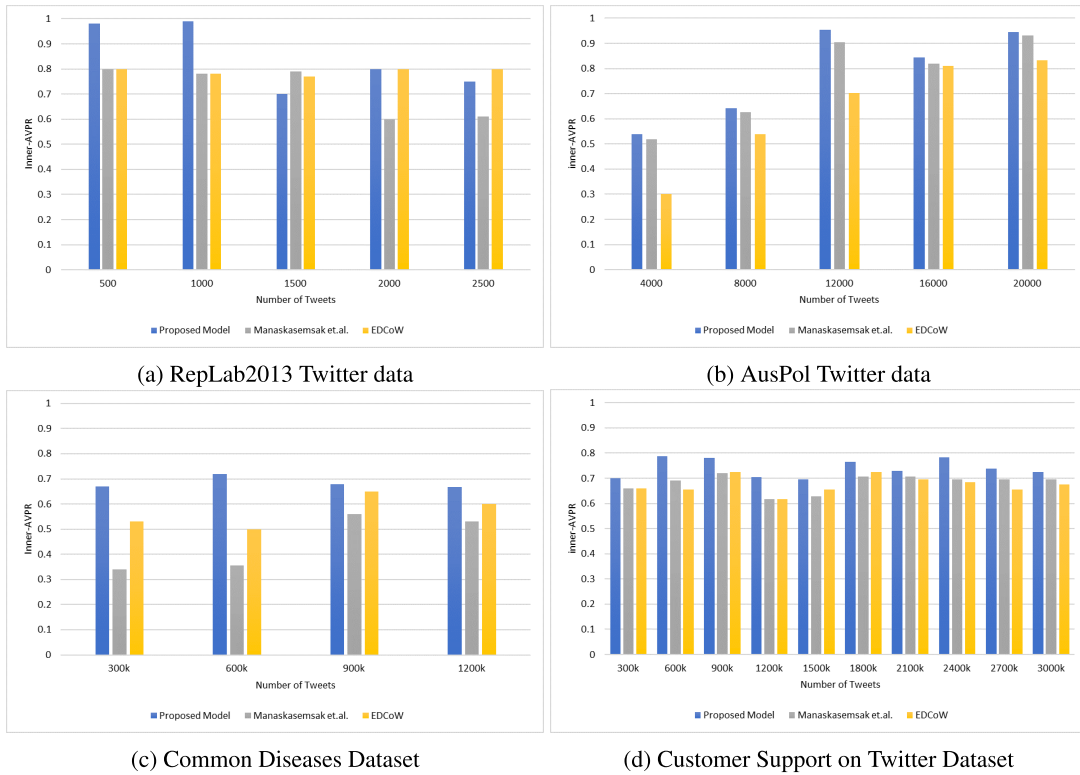 1
0.9
0.8
0.7
0.6
0.5
0.4
0.3
0.2
0.1
0
Inner-AVPR
500 1000 1500 2000 2500
Number of Tweets
Proposed Model Manaskasemsak et.al. EDCoW
(a) RepLab2013 Twitter data
1
0.9
0.8
0.7
0.6
0.5
0.4
0.3
0.2
0.1
0
inner-AVPR
4000 8000 12000 16000 20000
Number of Tweets
Proposed Model Manaskasemsak et.al. EDCoW
(b) AusPol Twitter data
1
0.9
0.8
0.7
0.6
0.5
0.4
0.3
0.2
0.1
0
Inner-AVPR
300k 600k 900k 1200k
Number of Tweets
Proposed Model Manaskasemsak et.al. EDCoW
(c) Common Diseases Dataset
1
0.9
0.8
0.7
0.6
0.5
0.4
0.3
0.2
0.1
0
inner-AVPR
300k 600k 900k 1200k 1500k 1800k 2100k 2400k 2700k 3000k
Number of Tweets
Proposed Model Manaskasemsak et.al. EDCoW
(d) Customer Support on Twitter Dataset